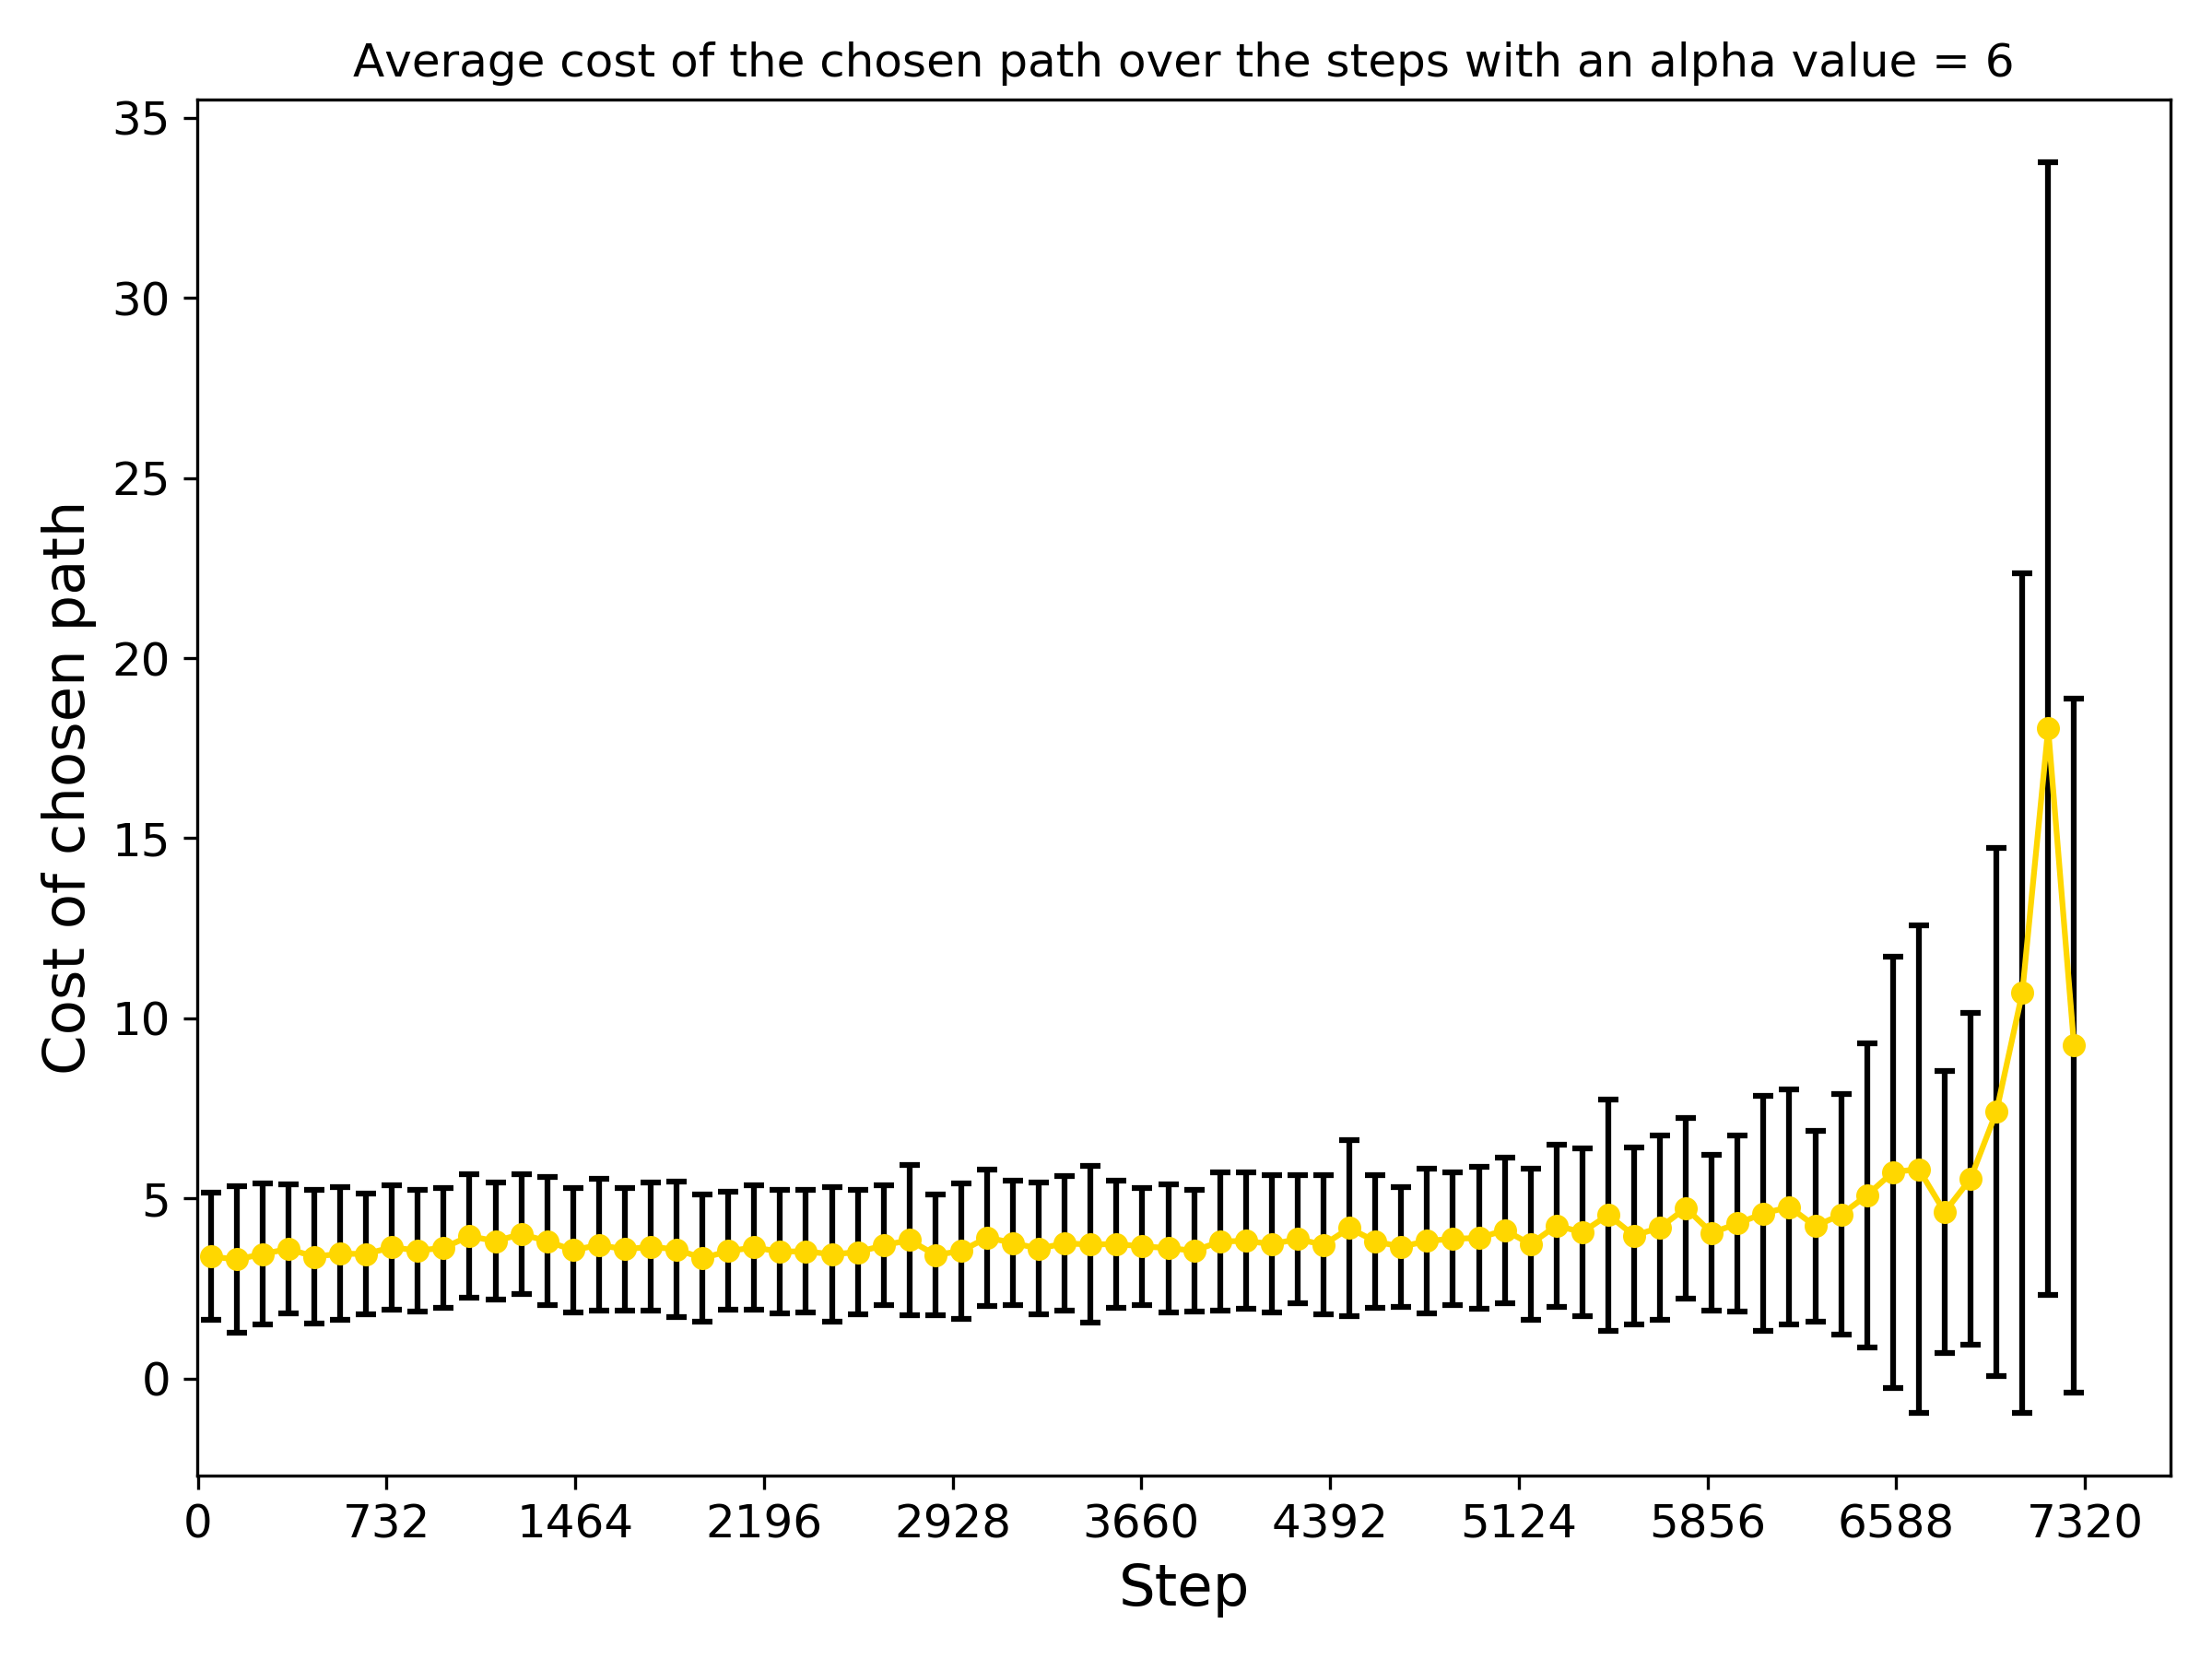 Average cost of the chosen path over the steps with an alpha value = 6
35
30
25
20
15
10
5
0
Cost of chosen path
0 732 1464 2196 2928 3660 4392 5124 5856 6588 7320
Step